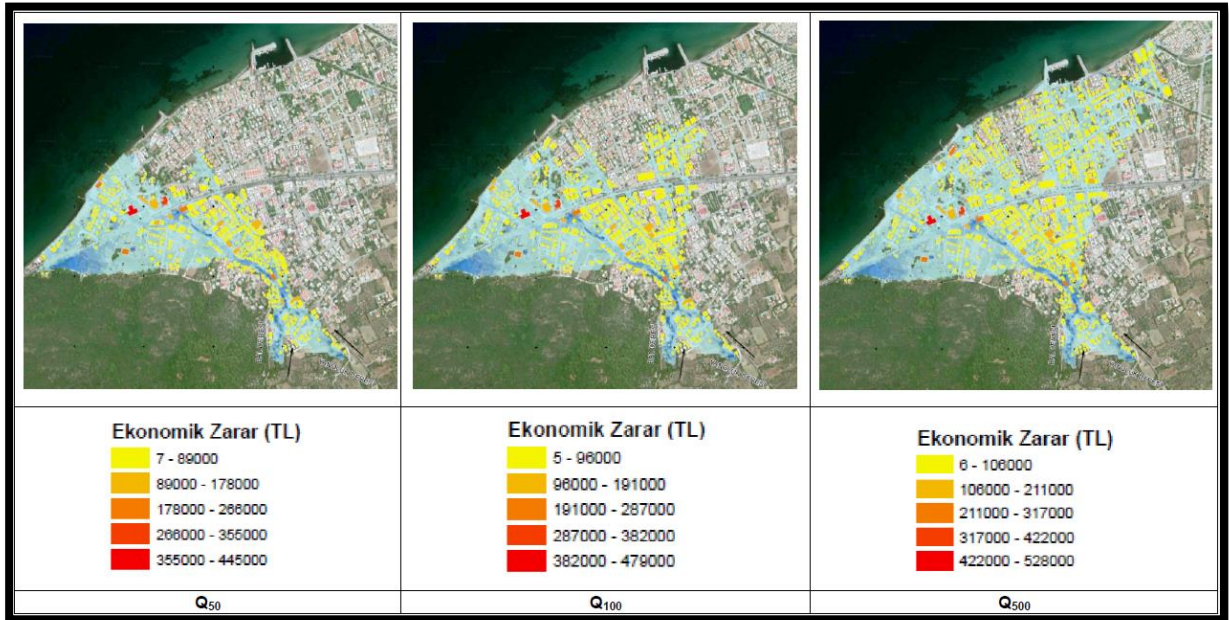 Ekonomik Zarar (TL)
7 - 89000
89000 - 178000
178000 - 266000
266000 - 355000
355000 - 445000
Q50
Ekonomik Zarar (TL)
5 - 96000
96000 - 191000
191000 - 287000
287000 - 382000
382000 - 479000
Q100
Ekonomik Zarar (TL)
6 - 106000
106000 - 211000
211000 - 317000
317000 - 422000
422000 - 528000
Q500